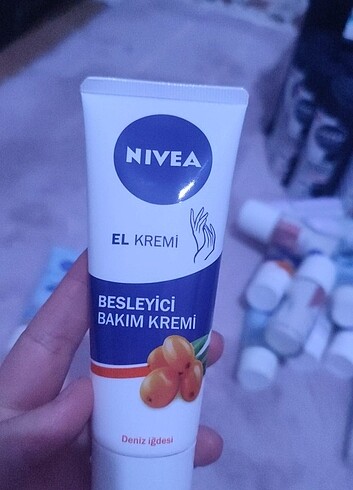 NIVEA
EL KREMİ
BESLEYİCİ
BAKIM KREMİ
Deniz iğdesi